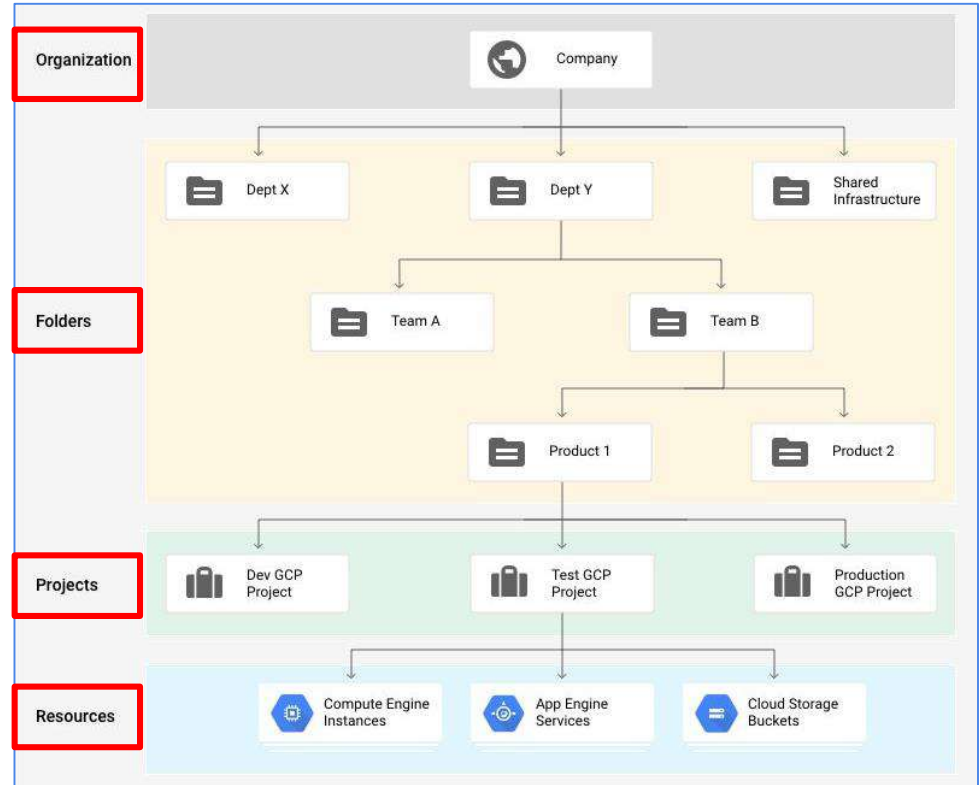 Organization
Company
Dept X
Dept Y
Shared
Infrastructure
Folders
Team A
Team B
Product 1
Product 2
Projects
Dev GCP
Project
Test GCP
Project
Production
GCP Project
Resources
Compute Engine
Instances
App Engine
Services
Cloud Storage
Buckets